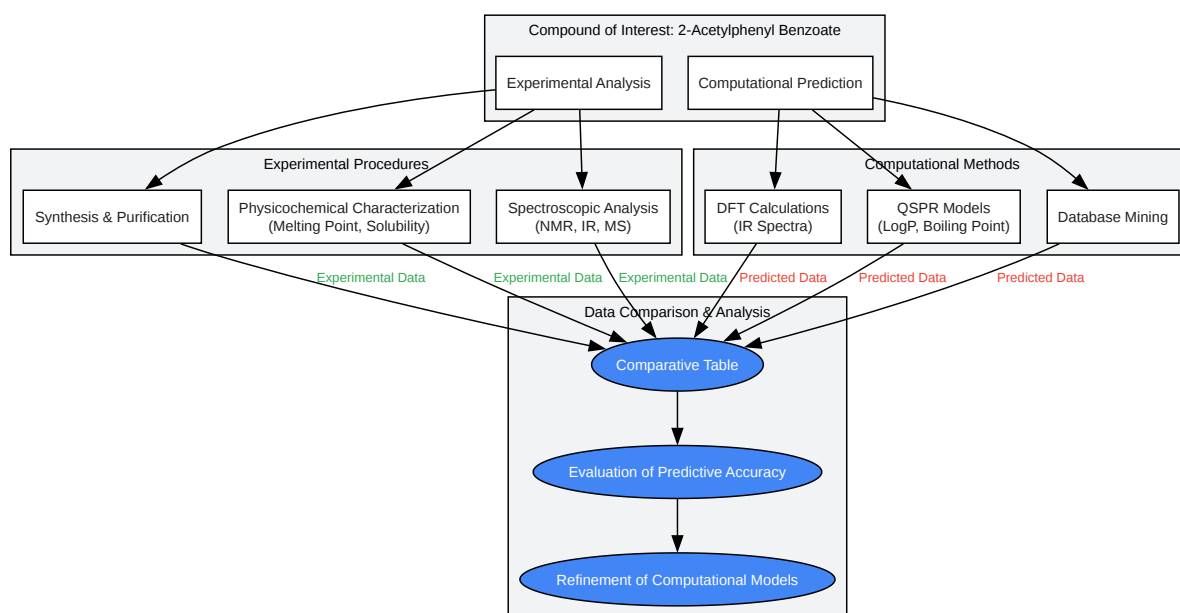 Compound of Interest: 2-Acetylphenyl Benzoate
Experimental Analysis
Computational Prediction
Experimental Procedures
Computational Methods
Synthesis & Purification
Physicochemical Characterization
(Melting Point, Solubility)
Spectroscopic Analysis
(NMR, IR, MS)
DFT Calculations
(IR Spectra)
QSPR Models
(LogP, Boiling Point)
Database Mining
Experimental Data
Experimental Data
Experimental Data
Predicted Data
Predicted Data
Predicted Data
Data Comparison & Analysis
Comparative Table
Evaluation of Predictive Accuracy
Refinement of Computational Models